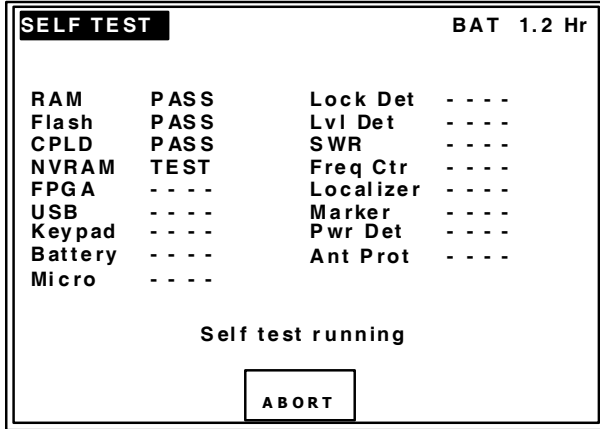 SELF TEST BAT 1.2 Hr
RAM PASS Lock Det - - - -
Flash PASS Lvl Det - - - -
CPLD PASS SWR - - - -
NVRAM TEST Freq Ctr - - - -
FPGA - - - - Localizer - - - -
USB - - - - Marker - - - -
Keypad - - - - Pwr Det - - - -
Battery - - - - Ant Prot - - - -
Micro - - - -
Self test running
ABORT